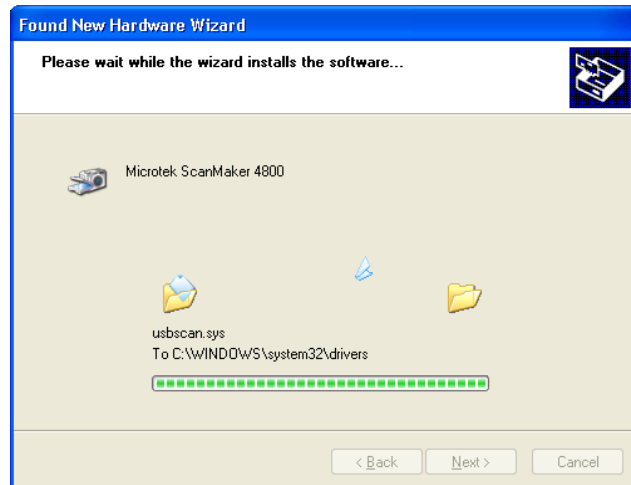 Found New Hardware Wizard
Please wait while the wizard installs the software...
Microtek ScanMaker 4800
usbscan.sys
To C:\WINDOWS\system32\drivers
< Back Next > Cancel